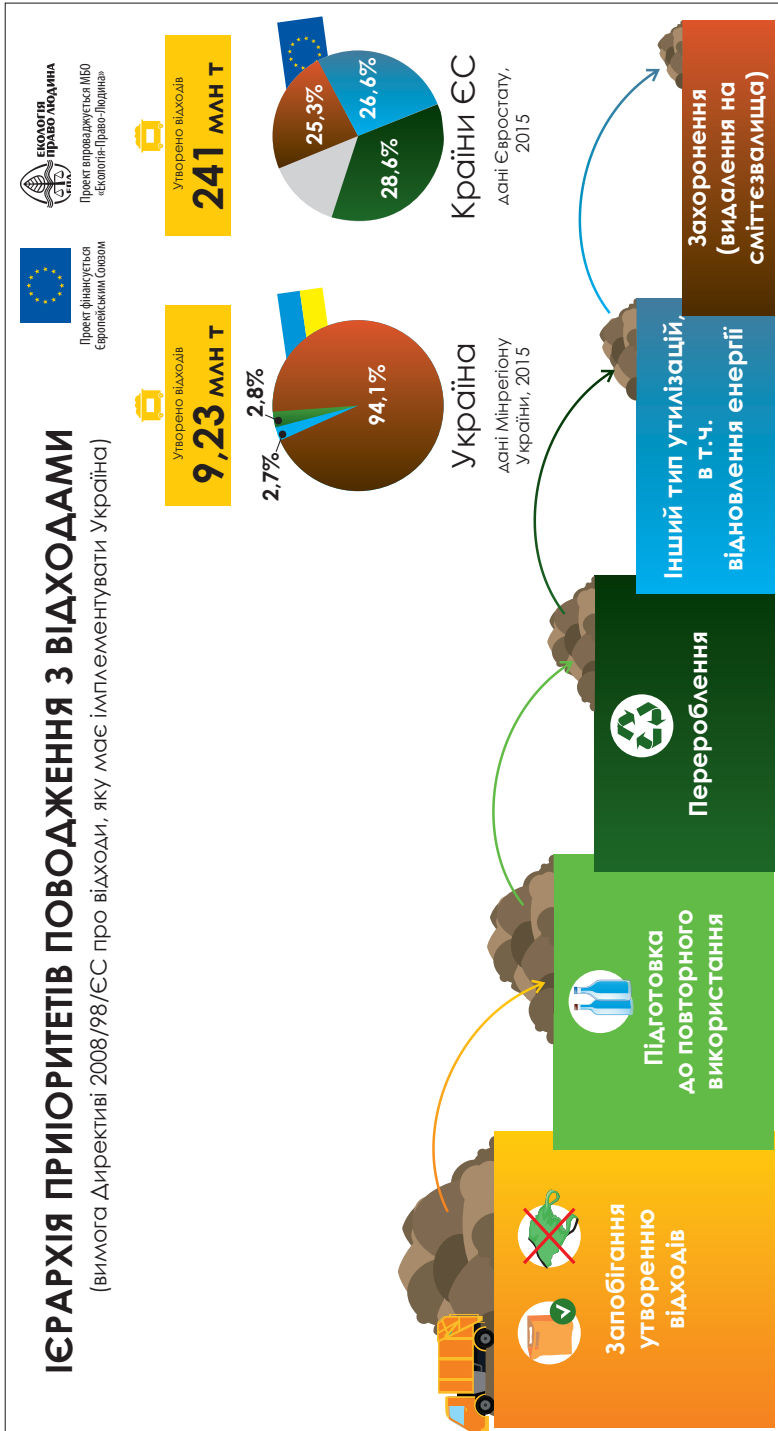 ІЄРАРХІЯ ПРИОРИТЕТІВ ПОВОДЖЕННЯ З ВІДХОДАМИ
(вимога Директиві 2008/98/ЄС про відходи, яку має імплементувати Україна)
Проект фінансується
Європейським Союзом
ЕПЛ
ЕКОЛОГІЯ
ПРАВО ЛЮДИНА
Проект впроваджується МБО
«Екологія-Право-Людина»
Утворено відходів
9,23 млн т
2,7%
2,8%
94,1%
Україна
дані Мінрегіону
України, 2015
Утворено відходів
241 млн т
25,3%
26,6%
28,6%
Країни ЄС
дані Євростату,
2015
Запобігання
утворенню
відходів
Підготовка
до повторного
використання
Перероблення
Інший тип утилізацій,
в т.ч.
відновлення енергії
Захоронення
(видалення на
сміттєзвалища)